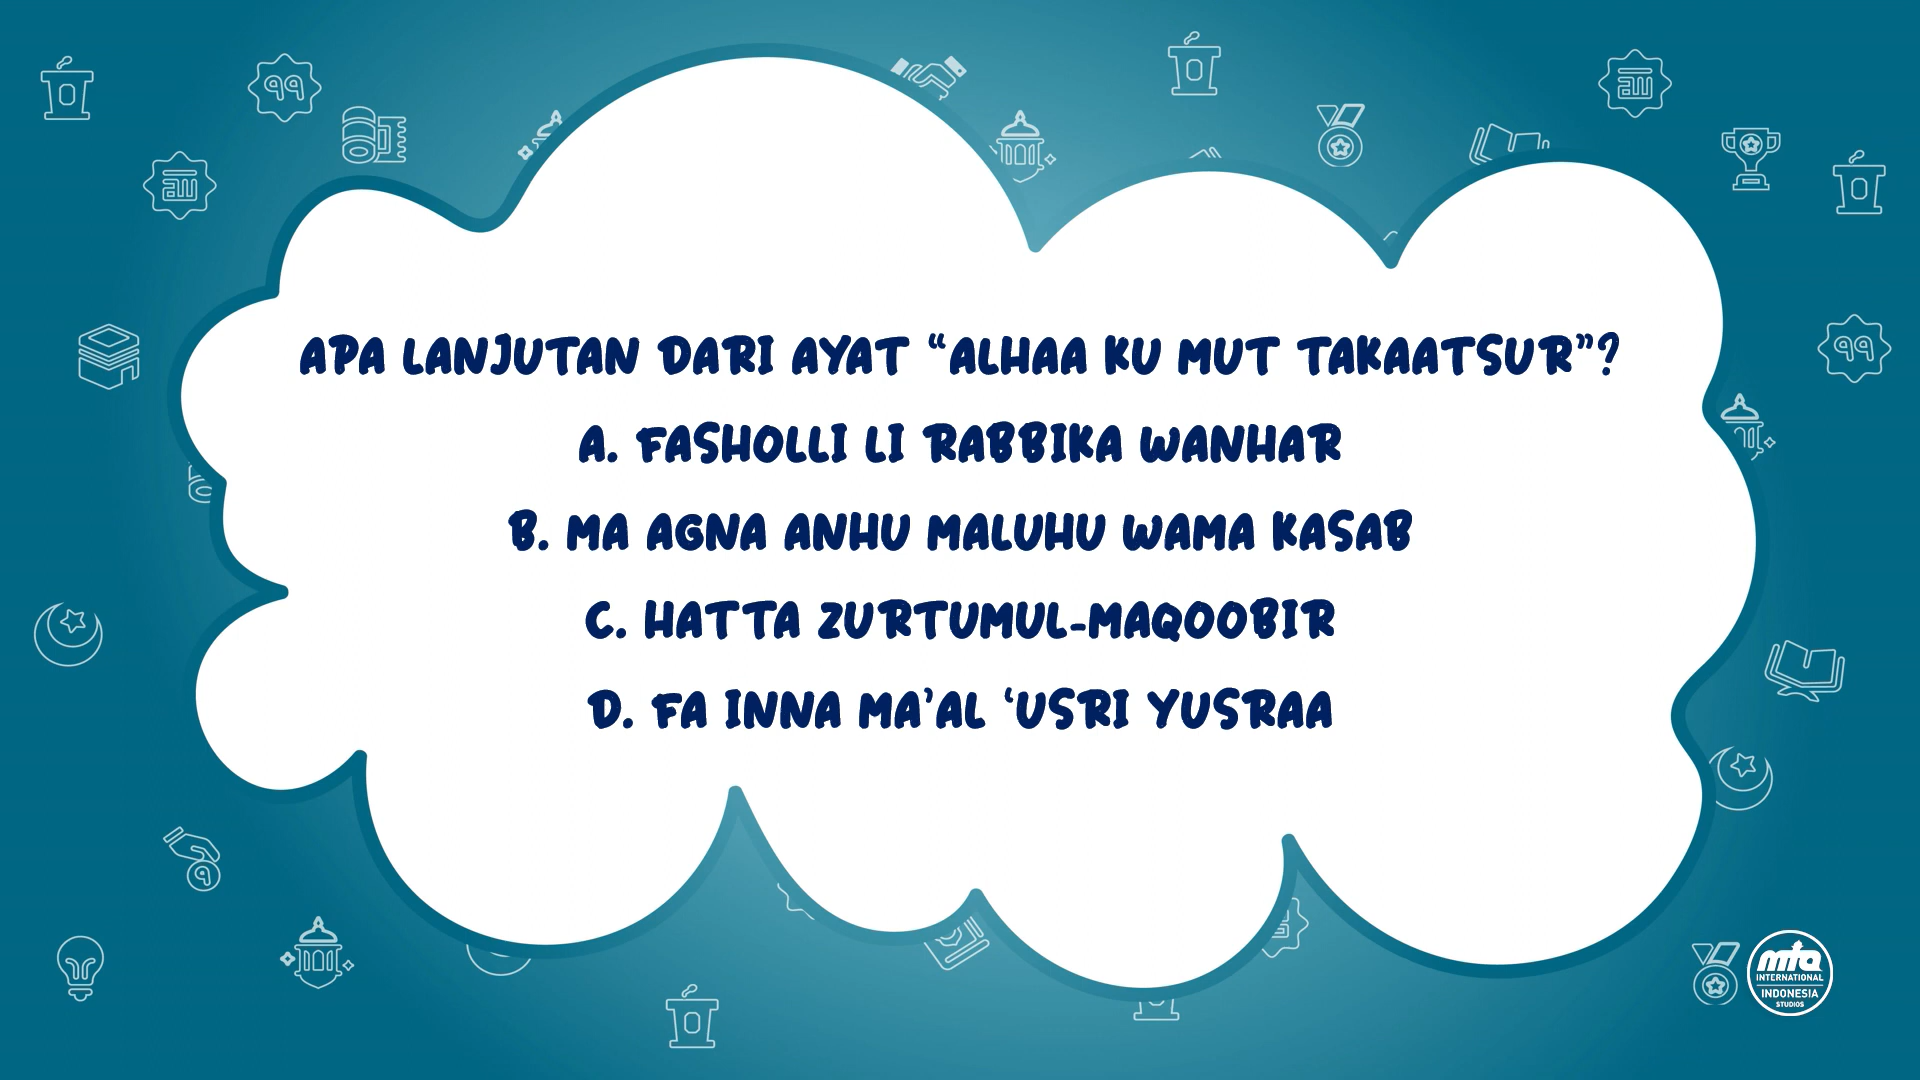 APA LANJUTAN DARI AYAT “ALHAA KU MUT TAKAATSUR”?
A. FASHOLLI LI RABBIKA WANHAR
B. MA AGNA ANHU MALUHU WAMA KASAB
C. HATTA ZURTUMUL-MAQOOBIR
D. FA INNA MA’AL ‘USRI YUSRAA
mtq
INTERNATIONAL
INDONESIA
STUDIOS